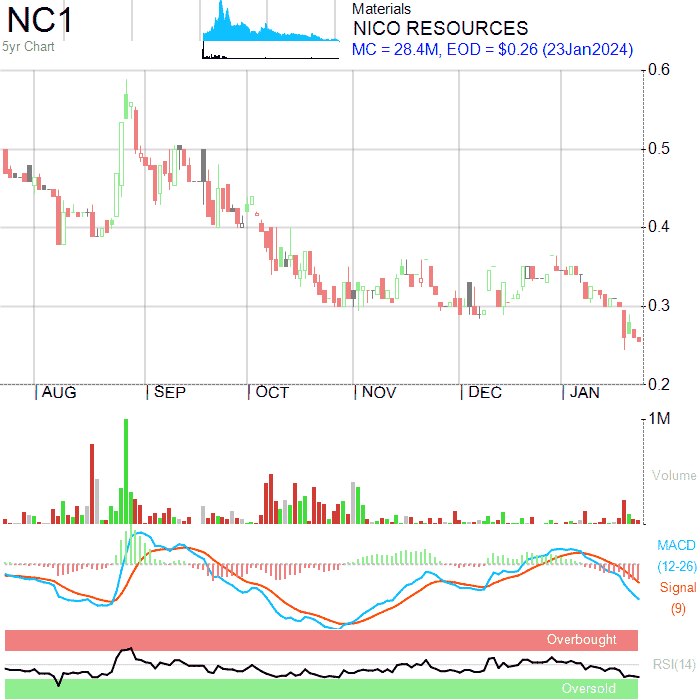 NC1
5yr Chart
Materials
NICO RESOURCES
MC = 28.4M, EOD = $0.26 (23Jan2024)
0.6
0.5
0.4
0.3
0.2
AUG SEP OCT NOV DEC JAN
1M
Volume
MACD
(12-26)
Signal
(9)
Overbought
RSI(14)
Oversold